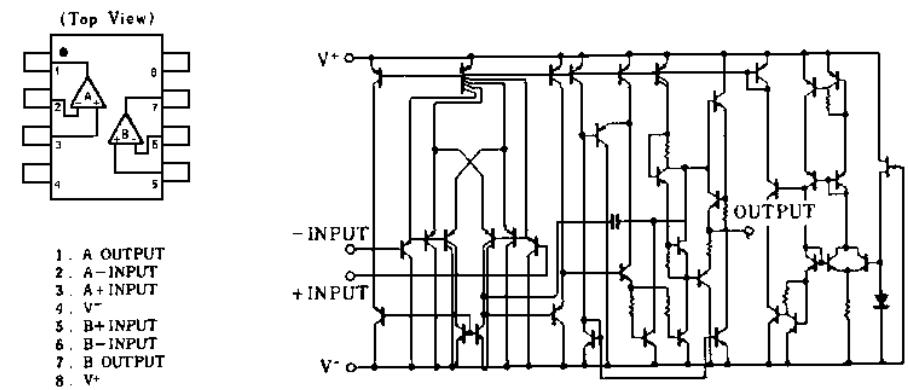 (Top View)
1
A
- +
8
2
7
B
+ -
3
6
4
5
1. A OUTPUT
2. A-INPUT
3. A+INPUT
4. V-
5. B+INPUT
6. B-INPUT
7. B OUTPUT
8. V+
V+
OUTPUT
-INPUT
+INPUT
V-